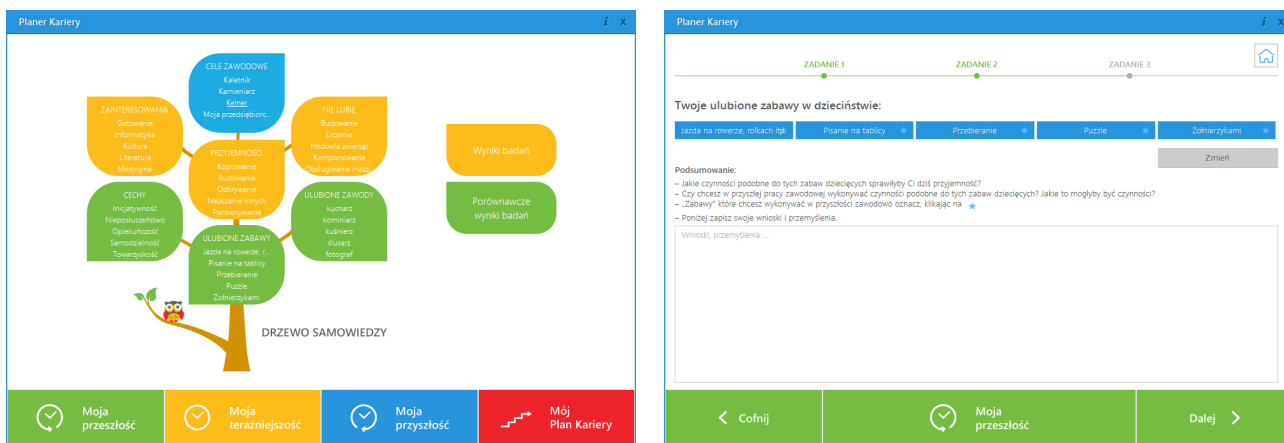 Planer Kariery
i x
CELE ZAWODOWE
Kaletnik
Kamieniarz
Kelner
Moja przedsiębiorc...
ZAINTERESOWANIA
Gotowanie
Informatyka
Kultura
Literatura
Medycyna
NIE LUBIĘ
Budowanie
Liczenie
Hodowla zwierząt
Komponowanie
Obsługiwanie masz...
PRZYJEMNOŚCI
Kopiowanie
Budowanie
Odkrywanie
Nauczanie innych
Porównywanie
CECHY
Inicjatywność
Nieposłuszeństwo
Opiekuńczość
Samodzielność
Towarzyskość
ULUBIONE ZAWODY
kucharz
kominiarz
kuśnierz
ślusarz
fotograf
ULUBIONE ZABAWY
Jazda na rowerze, r...
Pisanie na tablicy
Przebieranie
Puzzle
Żołnierzykami
Wyniki badań
Porównawcze
wyniki badań
DRZEWO SAMOWIEDZY
Moja
przeszłość
Moja
teraźniejszość
Moja
przyszłość
Mój
Plan Kariery
Planer Kariery
i x
ZADANIE 1
ZADANIE 2
ZADANIE 3
Twoje ulubione zabawy w dzieciństwie:
Jazda na rowerze, rolkach itp.
Pisanie na tablicy
Przebieranie
Puzzle
Żołnierzykami
Zmień
Podsumowanie:
– Jakie czynności podobne do tych zabaw dziecięcych sprawiłyby Ci dziś przyjemność?
– Czy chcesz w przyszłej pracy zawodowej wykonywać czynności podobne do tych zabaw dziecięcych? Jakie to mogłyby być czynności?
– „Zabawy” które chcesz wykonywać w przyszłości zawodowo oznacz, klikając na
– Poniżej zapisz swoje wnioski i przemyślenia.
Wnioski, przemyślenia ...
Cofnij
Moja
przeszłość
Dalej